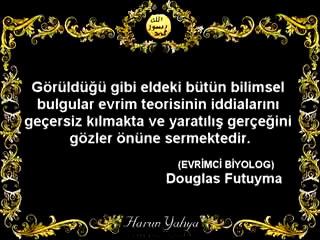 Görüldüğü gibi eldeki bütün bilimsel
bulgular evrim teorisinin iddialarını
geçersiz kılmakta ve yaratılış gerçeğini
gözler önüne sermektedir.
(EVRİMCİ BİYOLOG)
Douglas Futuyma
Harun Yahya